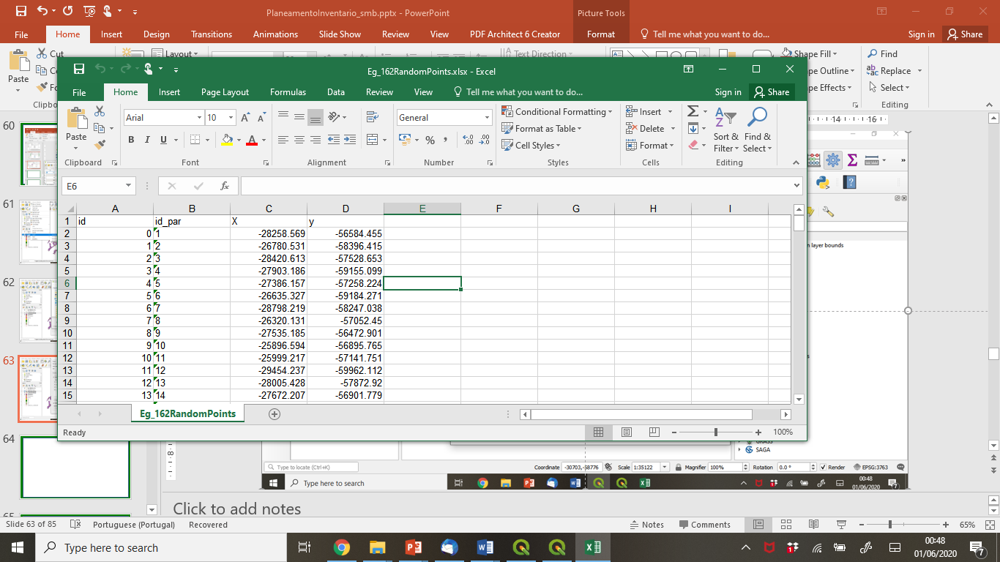 PlaneamentoInventario_smb.pptx - PowerPoint
Picture Tools
File Home Insert Design Transitions Animations Slide Show Review View PDF Architect 6 Creator Format Tell me what you want to do... Sign in Share
Cut Layout Text Direction Shape Fill Find
Paste Replace
Select
Editing
Eg_162RandomPoints.xlsx - Excel
File Home Insert Page Layout Formulas Data Review View Tell me what you want to do... Sign in Share
Paste Arial 10 General Conditional Formatting Insert
B I U Format as Table Delete Sort & Find &
Cell Styles Format Filter Select
Clipboard Font Alignment Number Styles Cells Editing
E6 fx
A B C D E F G H I
1 id id_par X y
2 0 1 -28258.569 -56584.455
3 1 2 -26780.531 -58396.415
4 2 3 -28420.613 -57528.653
5 3 4 -27903.186 -59155.099
6 4 5 -27386.157 -57258.224
7 5 6 -26635.327 -59184.271
8 6 7 -28798.219 -58247.038
9 7 8 -26320.131 -57052.45
10 8 9 -27535.185 -56472.901
11 9 10 -25896.594 -56895.765
12 10 11 -25999.217 -57141.751
13 11 12 -29454.237 -59962.112
14 12 13 -28005.428 -57872.92
15 13 14 -27672.207 -56901.779
Eg_162RandomPoints
Ready 100%
60
61
62
63
64
14 16
n layer bounds
SAGA
Type to locate (Ctrl+K) Coordinate -30703,-58776 Scale 1:35122 Magnifier 100% Rotation 0.0 ° Render EPSG:3763
Type here to search 00:48
01/06/2020
Click to add notes
Slide 63 of 85 Portuguese (Portugal) Recovered Notes Comments 65%
Type here to search 00:48
01/06/2020
7